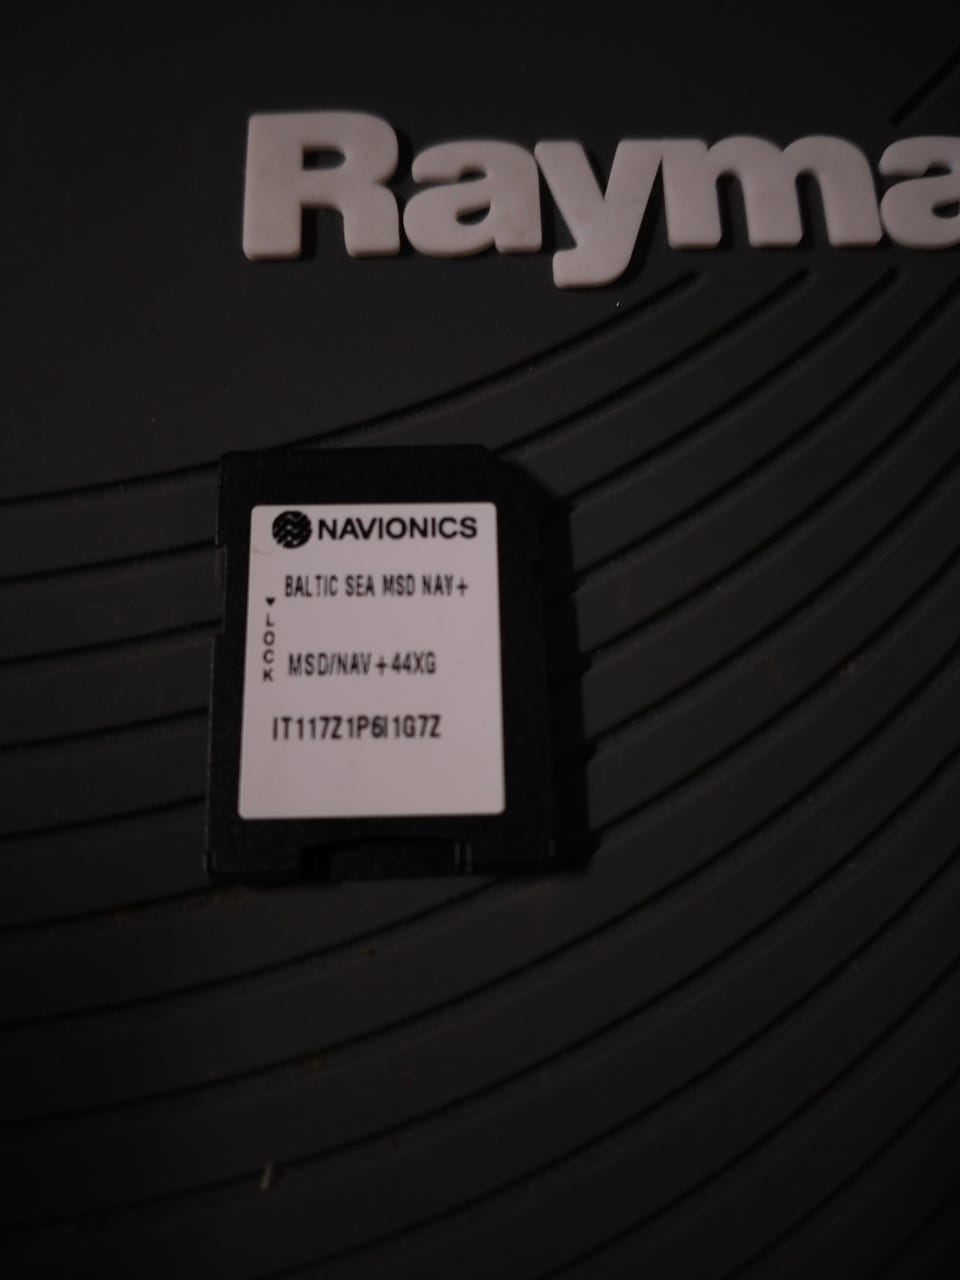 Rayma
NAVIONICS
BALTIC SEA MSD NAV+
LOCK
MSD/NAV+44XG
IT117Z1P6I1G7Z